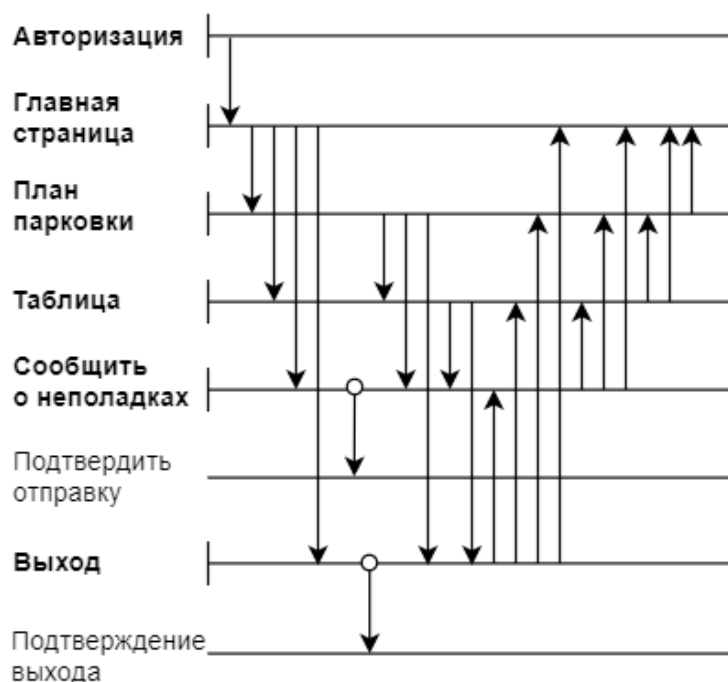 Авторизация
Главная
страница
План
парковки
Таблица
Сообщить
о неполадках
Подтвердить
отправку
Выход
Подтверждение
выхода